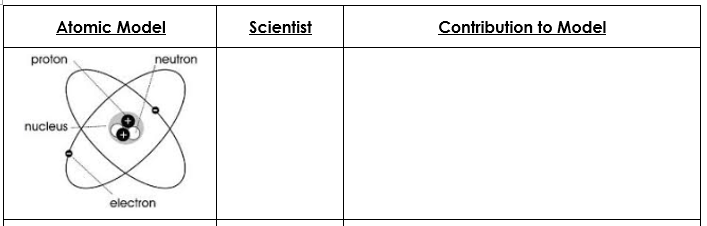 Atomic Model Scientist Contribution to Model
proton neutron
nucleus
electron